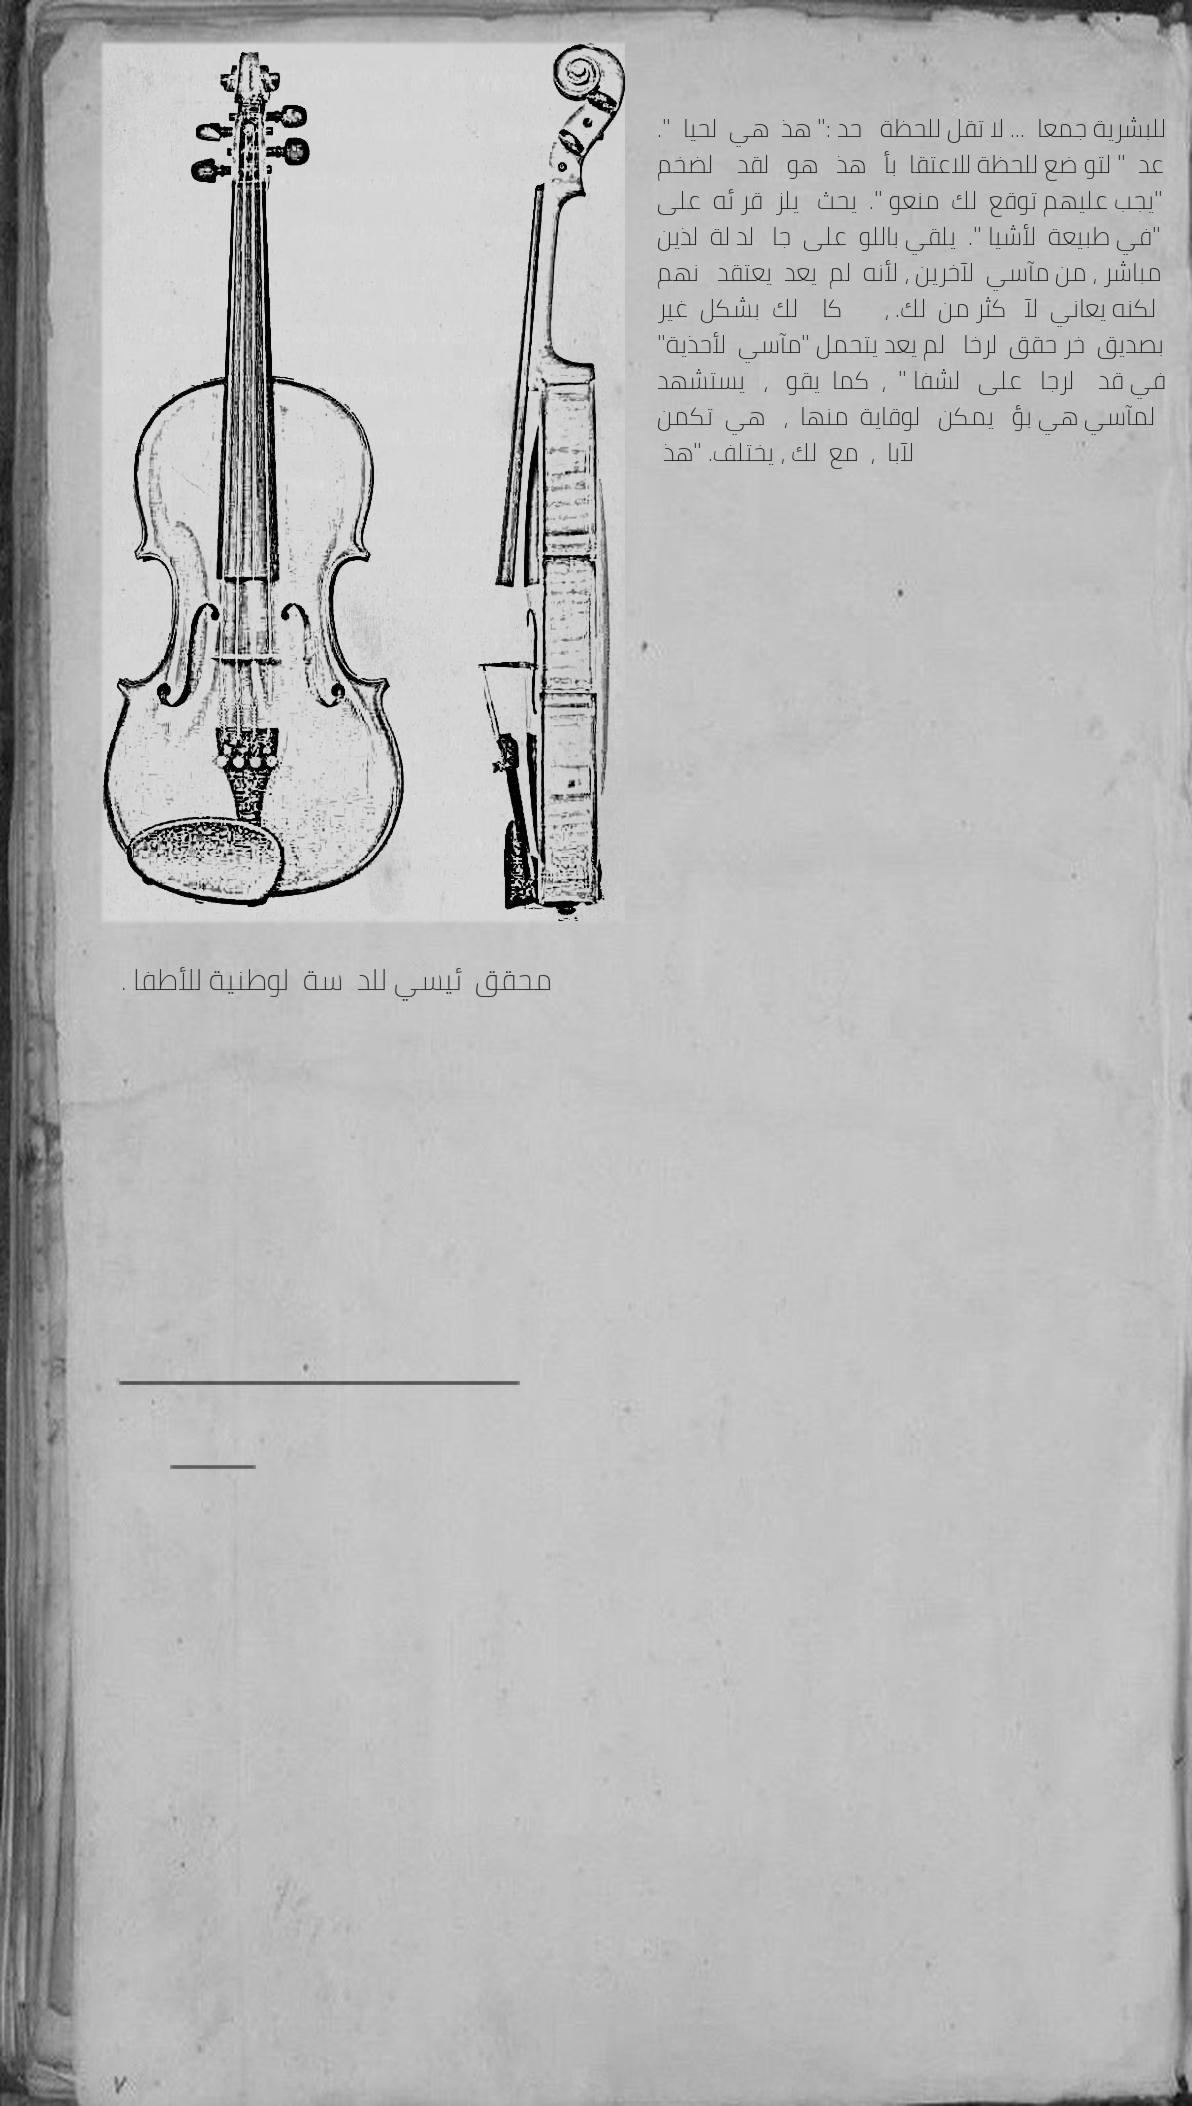 للبشرية جمعا ... لا تقل للحظة حد :" هذ هي لحيا ".
عد " لتو ضع للحظة للاعتقا بأ هذ هو لقد لضخم
"يجب عليهم توقع لك منعو ". يحث يلز قر ئه على
"في طبيعة لأشيا ". يلقي باللو على جا لد لة لذين
مباشر , من مآسي لآخرين , لأنه لم يعد يعتقد نهم
لكنه يعاني لآ كثر من لك. , كا لك بشكل غير
بصديق خر حقق لرخا لم يعد يتحمل "مآسي لأحذية"
في قد لرجا على لشفا " , كما يقو , يستشهد
لمآسي هي بؤ يمكن لوقاية منها , هي تكمن
لآبا , مع لك , يختلف. "هذ
محقق ئيسي للد سة لوطنية للأطفا .
٧